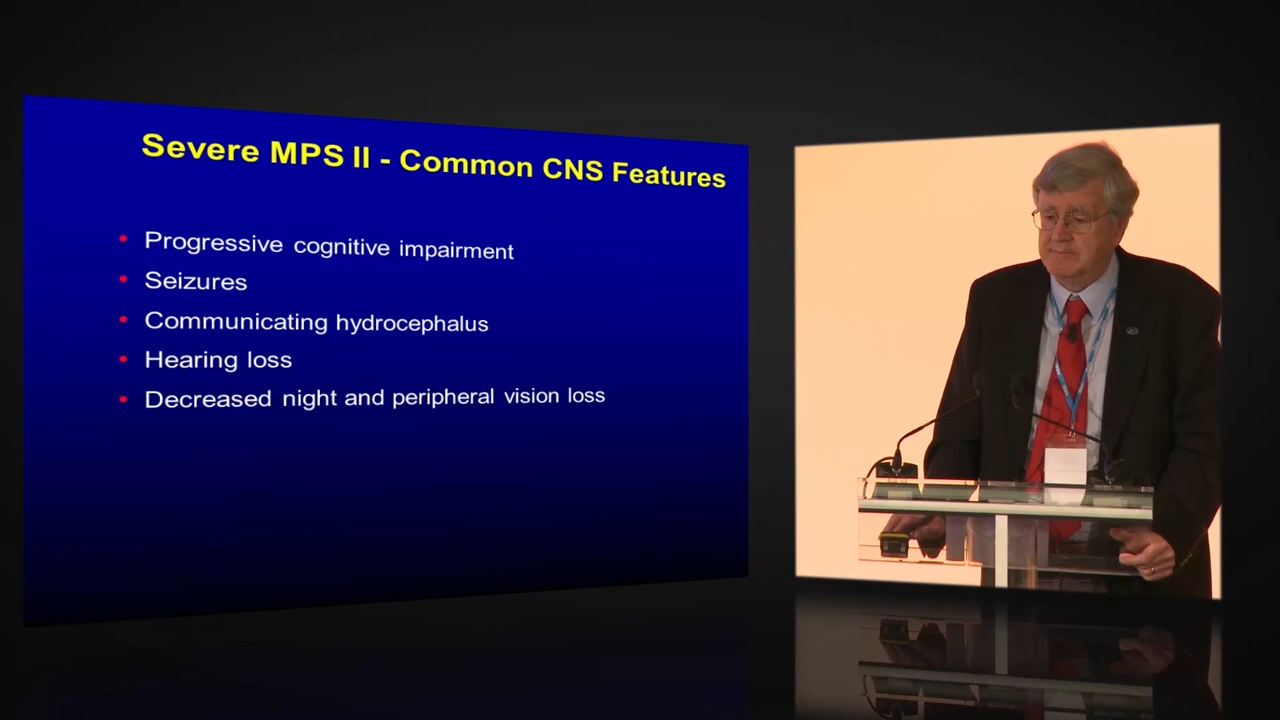 Severe MPS II - Common CNS Features
Progressive cognitive impairment
Seizures
Communicating hydrocephalus
Hearing loss
Decreased night and peripheral vision loss